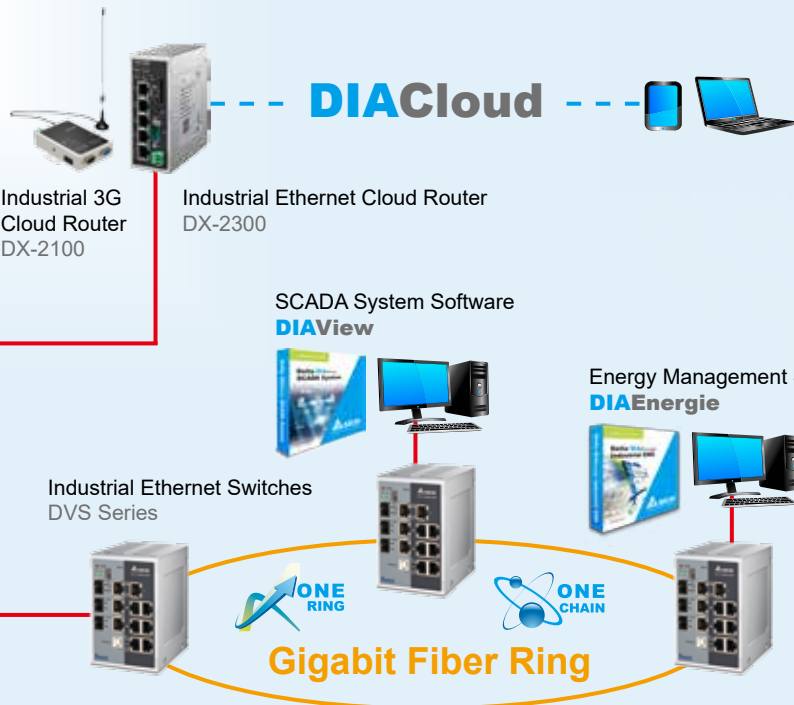 DIACloud
Industrial 3G
Cloud Router
DX-2100
Industrial Ethernet Cloud Router
DX-2300
SCADA System Software
DIAView
Energy Management
DIAEnergie
Industrial Ethernet Switches
DVS Series
ONE
RING
ONE
CHAIN
Gigabit Fiber Ring